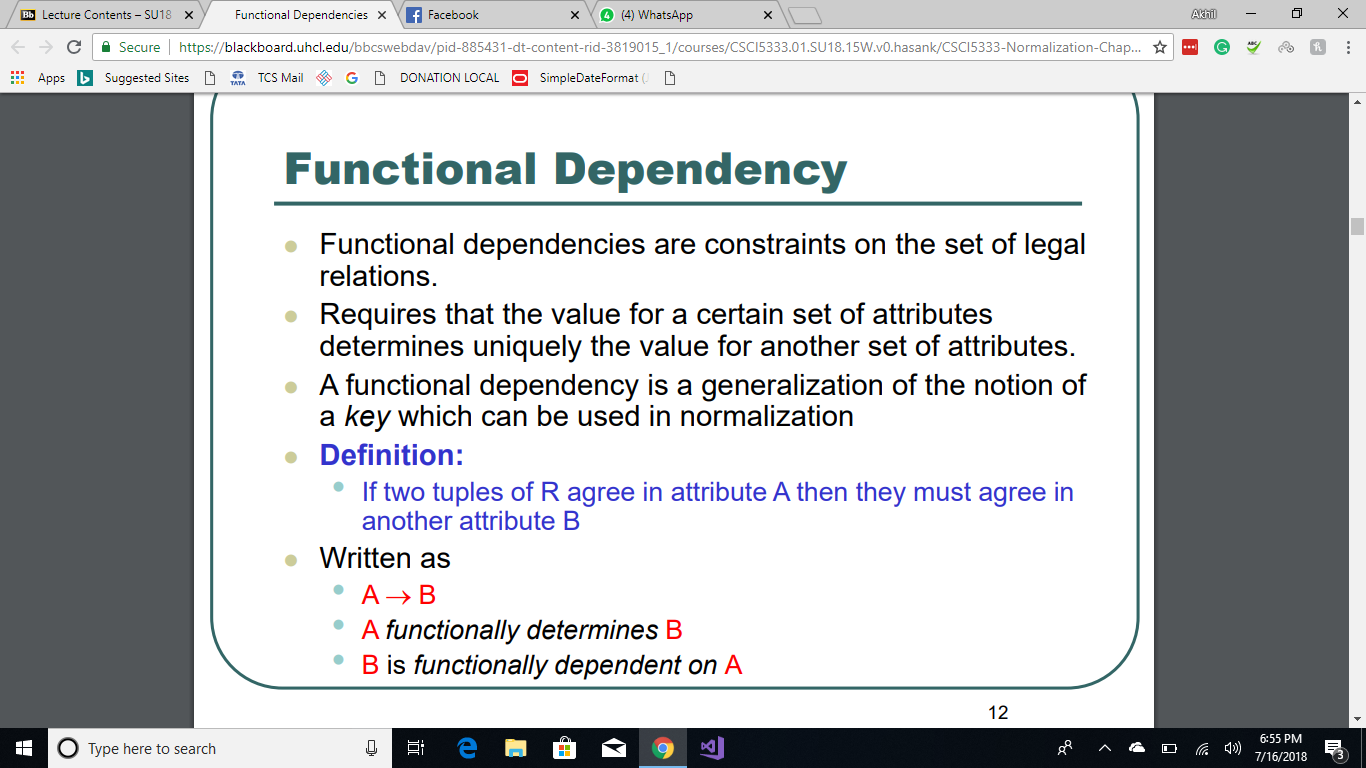 Lecture Contents – SU18
Functional Dependencies
Facebook
(4) WhatsApp
Akhil
Secure
https://blackboard.uhcl.edu/bbcswebdav/pid-885431-dt-content-rid-3819015_1/courses/CSCI5333.01.SU18.15W.v0.hasank/CSCI5333-Normalization-Chap...
Apps
Suggested Sites
TATA
TCS Mail
DONATION LOCAL
SimpleDateFormat (
Functional Dependency
Functional dependencies are constraints on the set of legal
relations.
Requires that the value for a certain set of attributes
determines uniquely the value for another set of attributes.
A functional dependency is a generalization of the notion of
a key which can be used in normalization
Definition:
If two tuples of R agree in attribute A then they must agree in
another attribute B
Written as
A → B
A functionally determines B
B is functionally dependent on A
12
Type here to search
6:55 PM
7/16/2018
3